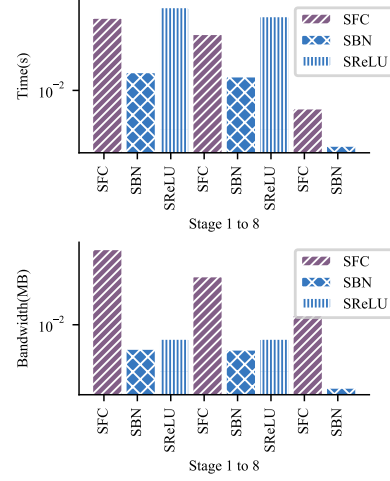 Time(s)
10⁻²
SFC
SBN
SReLU
SFC
SBN
SReLU
SFC
SBN
SReLU
SFC
SBN
Stage 1 to 8
Bandwidth(MB)
10⁻²
SFC
SBN
SReLU
SFC
SBN
SReLU
SFC
SBN
SReLU
SFC
SBN
Stage 1 to 8